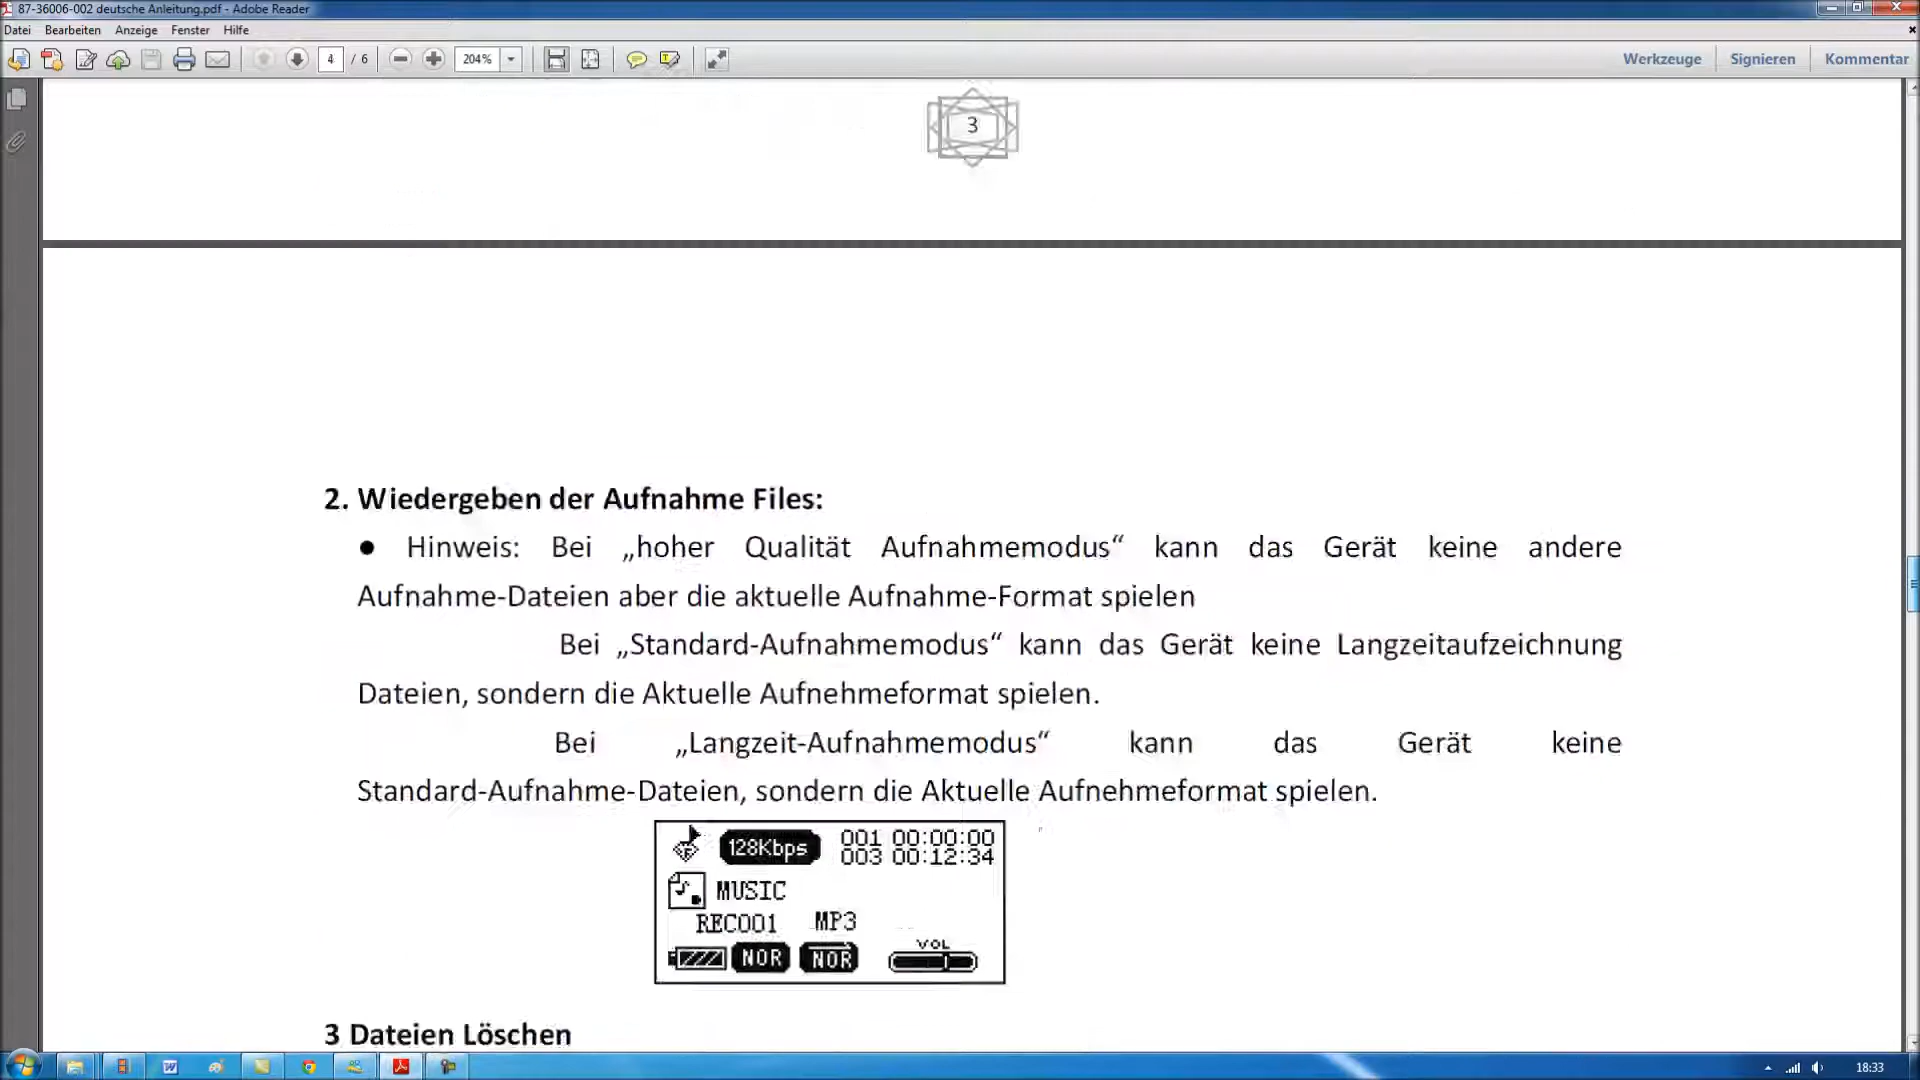 87-36006-002 deutsche Anleitung.pdf - Adobe Reader
Datei Bearbeiten Anzeige Fenster Hilfe
4 / 6 204% Werkzeuge Signieren Kommentar
3
2. Wiedergeben der Aufnahme Files:
● Hinweis: Bei „hoher Qualität Aufnahmemodus“ kann das Gerät keine andere
Aufnahme-Dateien aber die aktuelle Aufnahme-Format spielen
Bei „Standard-Aufnahmemodus“ kann das Gerät keine Langzeitaufzeichnung
Dateien, sondern die Aktuelle Aufnehmeformat spielen.
Bei „Langzeit-Aufnahmemodus“ kann das Gerät keine
Standard-Aufnahme-Dateien, sondern die Aktuelle Aufnehmeformat spielen.
128Kbps 001 00:00:00
003 00:12:34
MUSIC
REC001 MP3
NOR NOR VOL
3 Dateien Löschen
18:33